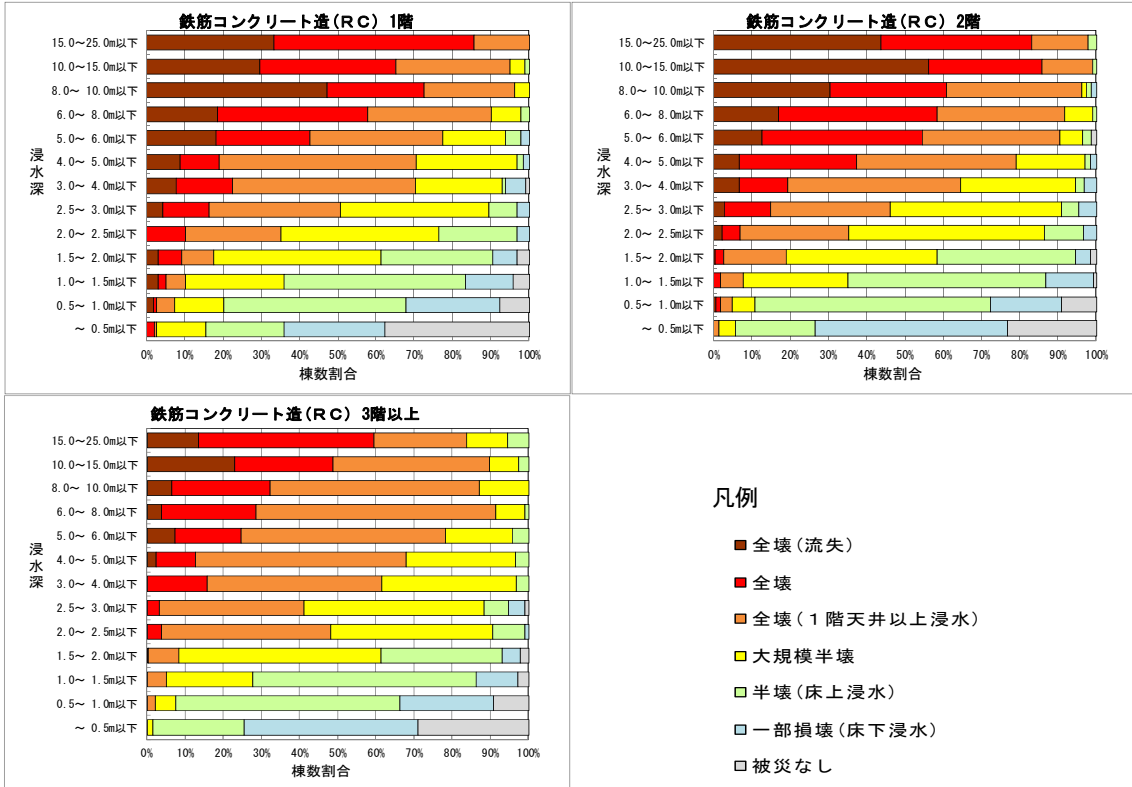 鉄筋コンクリート造(ＲＣ) 1階
15.0～25.0m以下
10.0～15.0m以下
8.0～ 10.0m以下
6.0～ 8.0m以下
5.0～ 6.0m以下
4.0～ 5.0m以下
3.0～ 4.0m以下
2.5～ 3.0m以下
2.0～ 2.5m以下
1.5～ 2.0m以下
1.0～ 1.5m以下
0.5～ 1.0m以下
～ 0.5m以下
浸水深
0% 10% 20% 30% 40% 50% 60% 70% 80% 90% 100%
棟数割合
鉄筋コンクリート造(ＲＣ) 2階
15.0～25.0m以下
10.0～15.0m以下
8.0～ 10.0m以下
6.0～ 8.0m以下
5.0～ 6.0m以下
4.0～ 5.0m以下
3.0～ 4.0m以下
2.5～ 3.0m以下
2.0～ 2.5m以下
1.5～ 2.0m以下
1.0～ 1.5m以下
0.5～ 1.0m以下
～ 0.5m以下
浸水深
0% 10% 20% 30% 40% 50% 60% 70% 80% 90% 100%
棟数割合
鉄筋コンクリート造(ＲＣ) 3階以上
15.0～25.0m以下
10.0～15.0m以下
8.0～ 10.0m以下
6.0～ 8.0m以下
5.0～ 6.0m以下
4.0～ 5.0m以下
3.0～ 4.0m以下
2.5～ 3.0m以下
2.0～ 2.5m以下
1.5～ 2.0m以下
1.0～ 1.5m以下
0.5～ 1.0m以下
～ 0.5m以下
浸水深
0% 10% 20% 30% 40% 50% 60% 70% 80% 90% 100%
棟数割合
凡例
全壊(流失)
全壊
全壊(１階天井以上浸水)
大規模半壊
半壊(床上浸水)
一部損壊(床下浸水)
被災なし